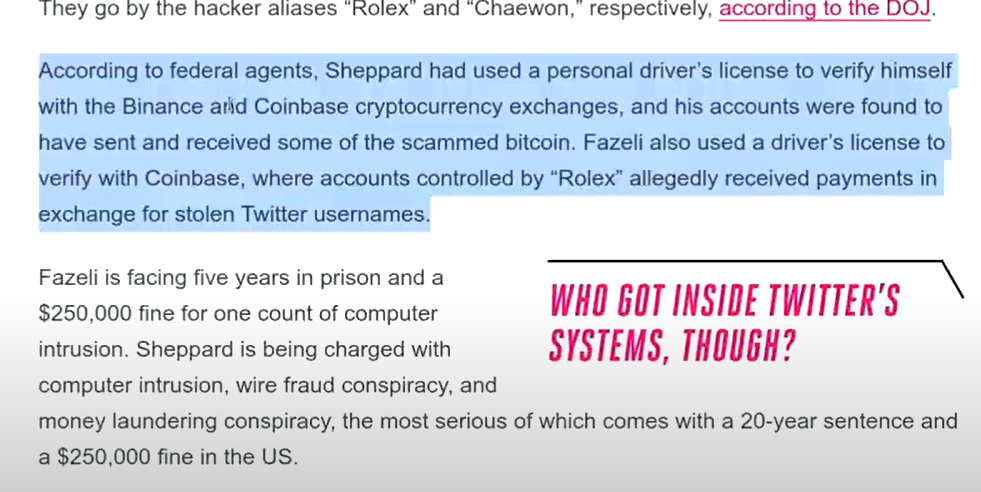 They go by the hacker aliases “Rolex” and “Chaewon,” respectively, according to the DOJ.
According to federal agents, Sheppard had used a personal driver’s license to verify himself
with the Binance and Coinbase cryptocurrency exchanges, and his accounts were found to
have sent and received some of the scammed bitcoin. Fazeli also used a driver’s license to
verify with Coinbase, where accounts controlled by “Rolex” allegedly received payments in
exchange for stolen Twitter usernames.
Fazeli is facing five years in prison and a
$250,000 fine for one count of computer
intrusion. Sheppard is being charged with
computer intrusion, wire fraud conspiracy, and
money laundering conspiracy, the most serious of which comes with a 20-year sentence and
a $250,000 fine in the US.
WHO GOT INSIDE TWITTER’S
SYSTEMS, THOUGH?